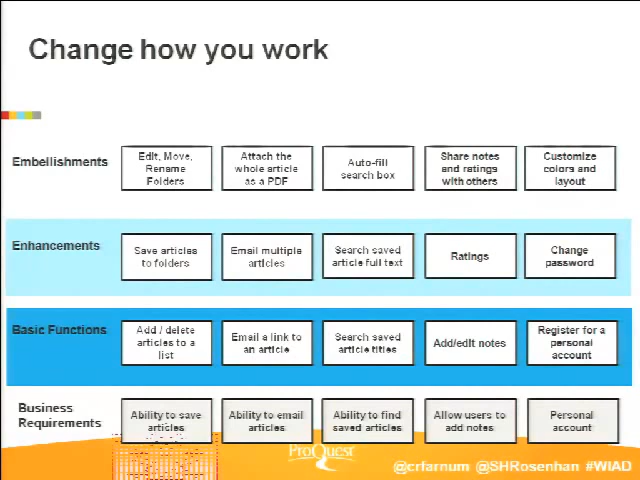 Change how you work
Embellishments
Edit, Move,
Rename
Folders
Attach the
whole article
as a PDF
Auto-fill
search box
Share notes
and ratings
with others
Customize
colors and
layout
Enhancements
Save articles
to folders
Email multiple
articles
Search saved
article full text
Ratings
Change
password
Basic Functions
Add / delete
articles to a
list
Email a link to
an article
Search saved
article titles
Add/edit notes
Register for a
personal
account
Business
Requirements
Ability to save
articles
Ability to email
articles
Ability to find
saved articles
Allow users to
add notes
Personal
account
ProQuest
@crfarnum @SHRosenhan #WIAD